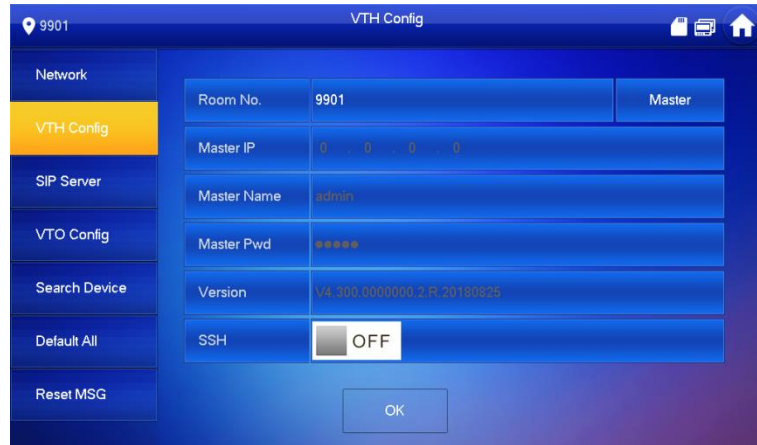 9901
VTH Config
Network
VTH Config
SIP Server
VTO Config
Search Device
Default All
Reset MSG
Room No. 9901 Master
Master IP 0 . 0 . 0 . 0
Master Name admin
Master Pwd ●●●●●
Version V4.300.0000000.2.R.20180825
SSH OFF
OK